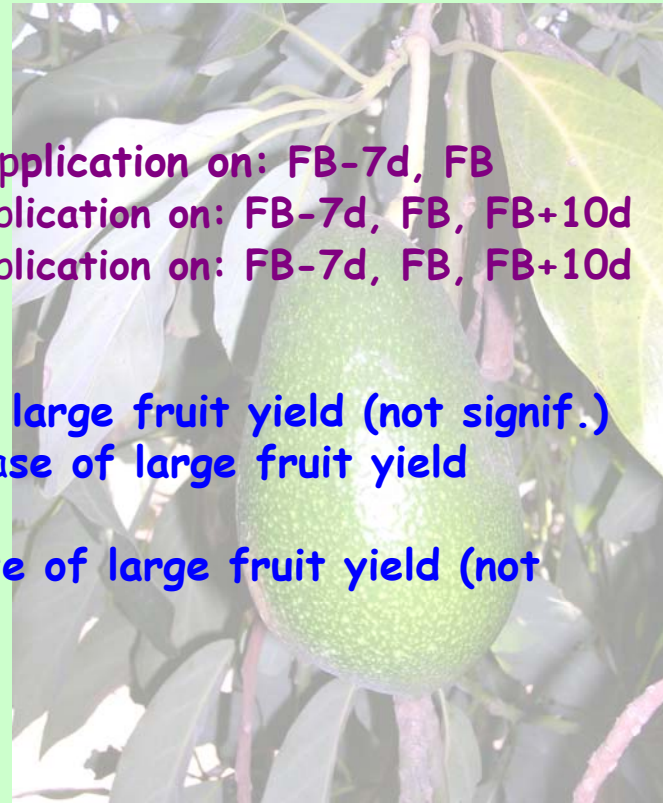 pplication on: FB-7d, FB
plication on: FB-7d, FB, FB+10d
plication on: FB-7d, FB, FB+10d
large fruit yield (not signif.)
ase of large fruit yield
e of large fruit yield (not